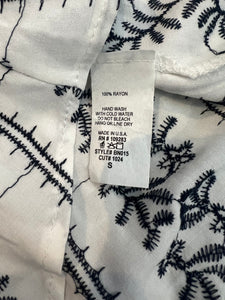 100% RAYON
HAND WASH
WITH COLD WATER
DO NOT BLEACH
HANG OR LINE DRY
MADE IN U.S.A.
RN # 109283
STYLE# BN015
CUT# 1024
S